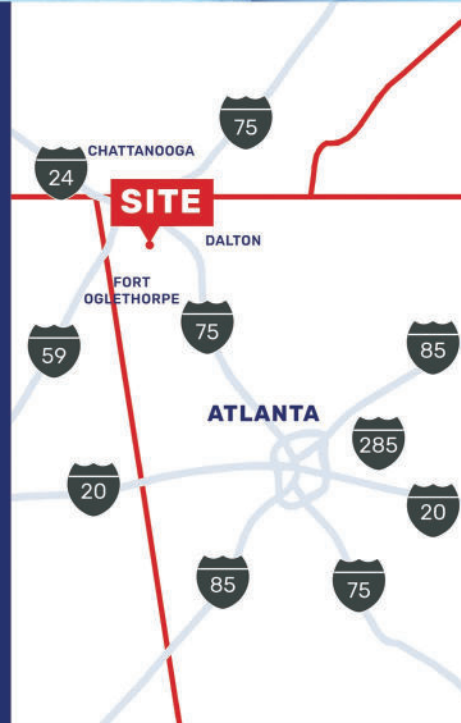 75
CHATTANOOGA
24
SITE
DALTON
FORT
OGLETHORPE
75
59
85
ATLANTA
285
20
20
85
75